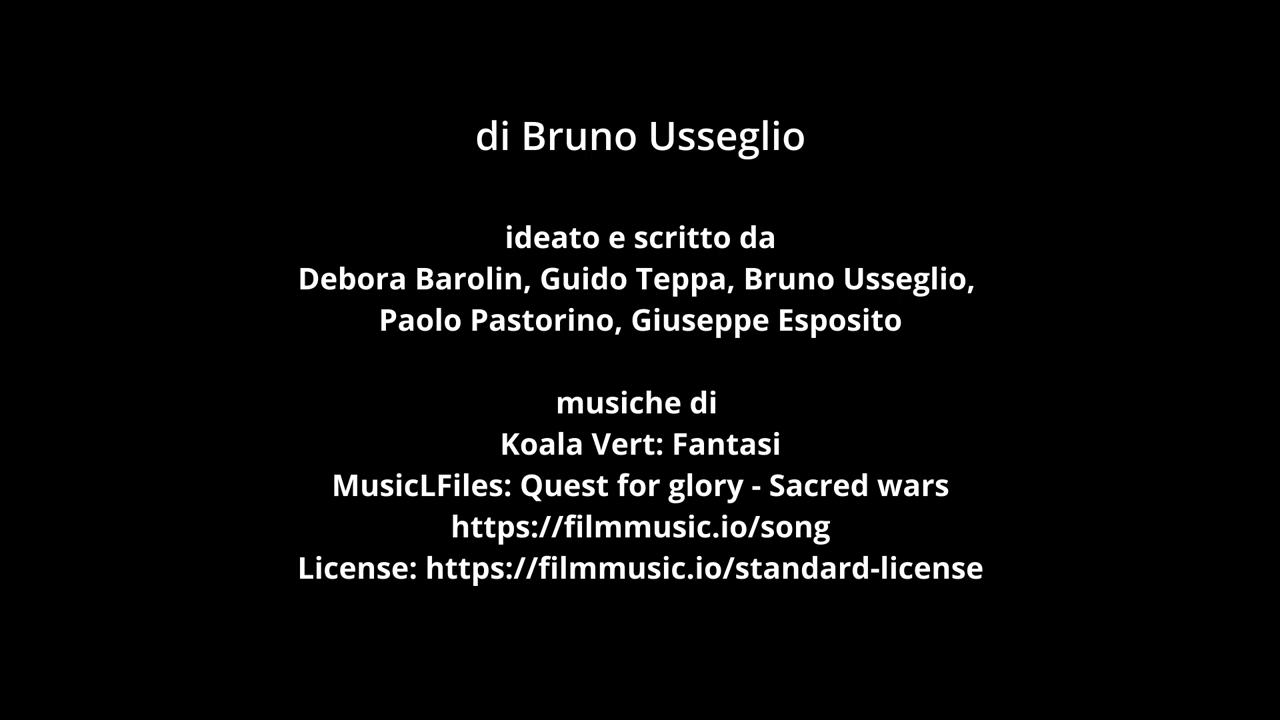 di Bruno Usseglio
ideato e scritto da
Debora Barolin, Guido Teppa, Bruno Usseglio,
Paolo Pastorino, Giuseppe Esposito
musiche di
Koala Vert: Fantasi
MusicLFiles: Quest for glory - Sacred wars
https://filmmusic.io/song
License: https://filmmusic.io/standard-license